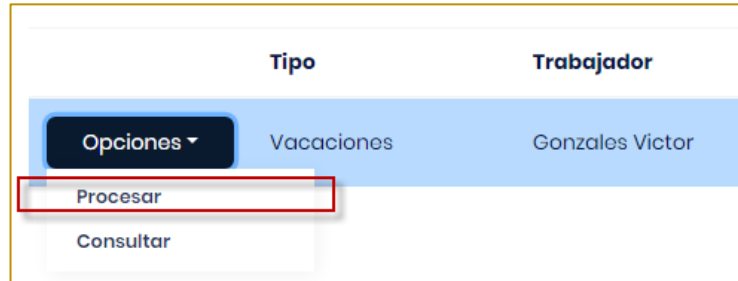 Tipo Trabajador
Opciones Vacaciones Gonzales Victor
Procesar
Consultar